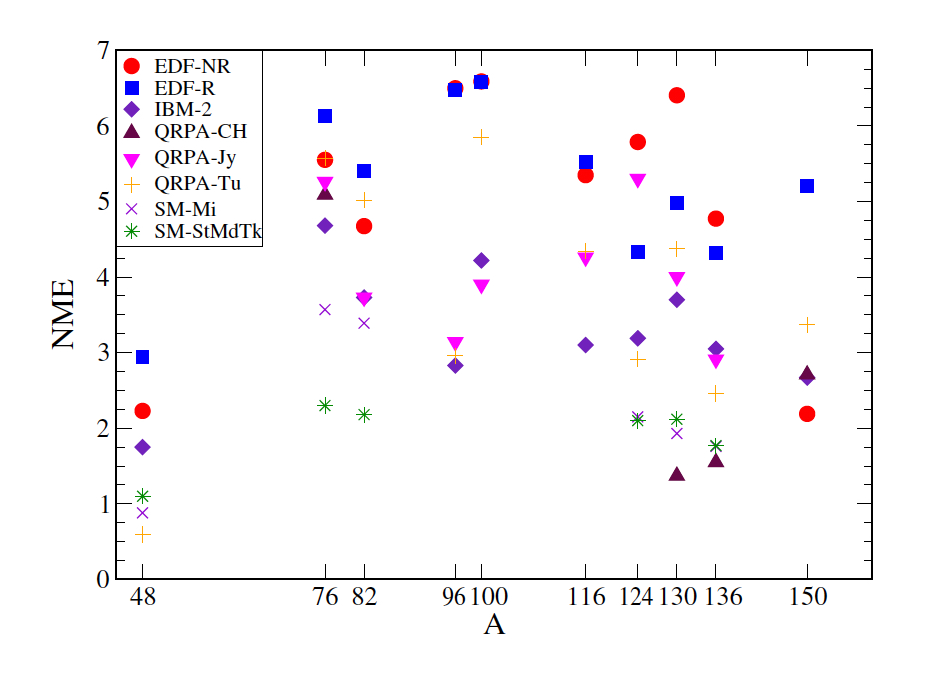 7
6
5
4
3
2
1
0
NME
EDF-NR
EDF-R
IBM-2
QRPA-CH
QRPA-Jy
QRPA-Tu
SM-Mi
SM-StMdTk
48 76 82 96 100 116 124 130 136 150
A